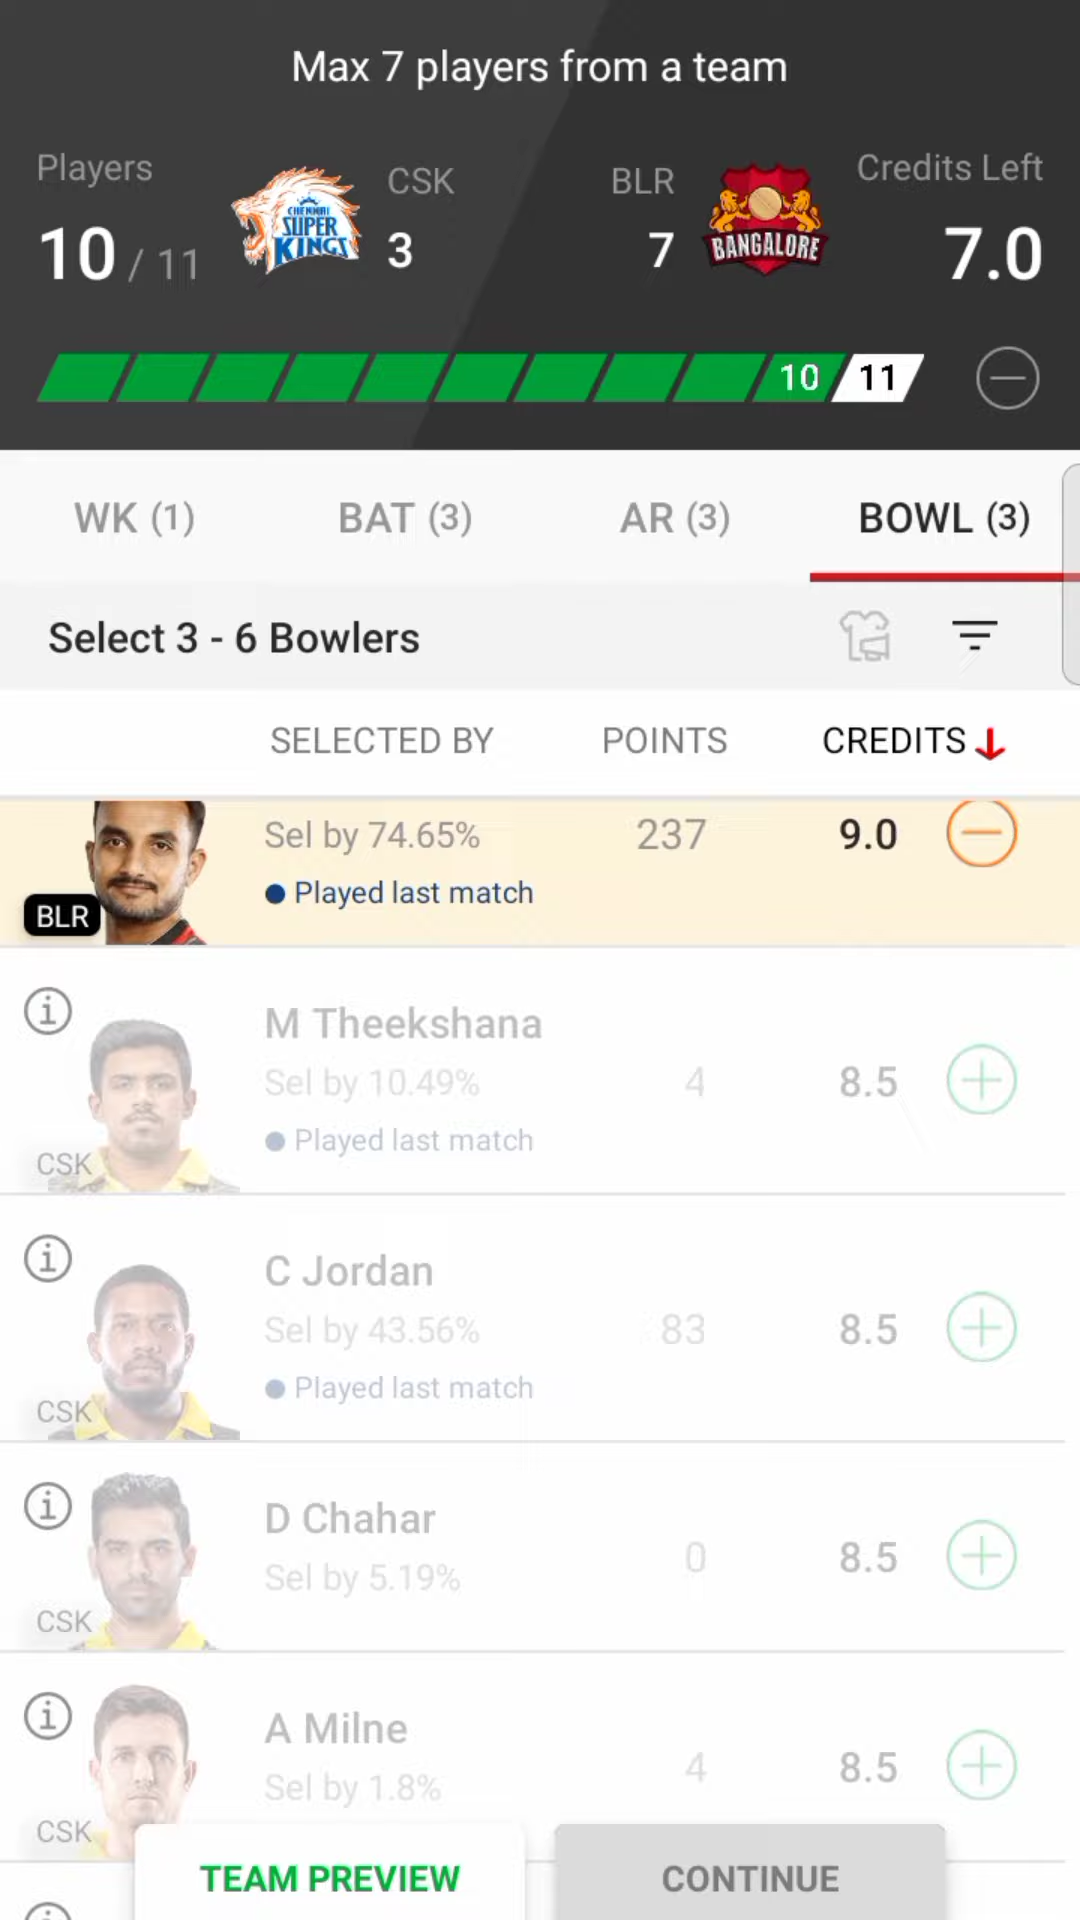 Max 7 players from a team
Players
CSK
BLR
Credits Left
10 / 11
CHENNAI
SUPER
KINGS
3
7
BANGALORE
7.0
10
11
WK (1)
BAT (3)
AR (3)
BOWL (3)
Select 3 - 6 Bowlers
SELECTED BY
POINTS
CREDITS
Sel by 74.65%
237
9.0
Played last match
BLR
M Theekshana
Sel by 10.49%
4
8.5
Played last match
CSK
C Jordan
Sel by 43.56%
83
8.5
Played last match
CSK
D Chahar
Sel by 5.19%
0
8.5
CSK
A Milne
Sel by 1.8%
4
8.5
CSK
TEAM PREVIEW
CONTINUE